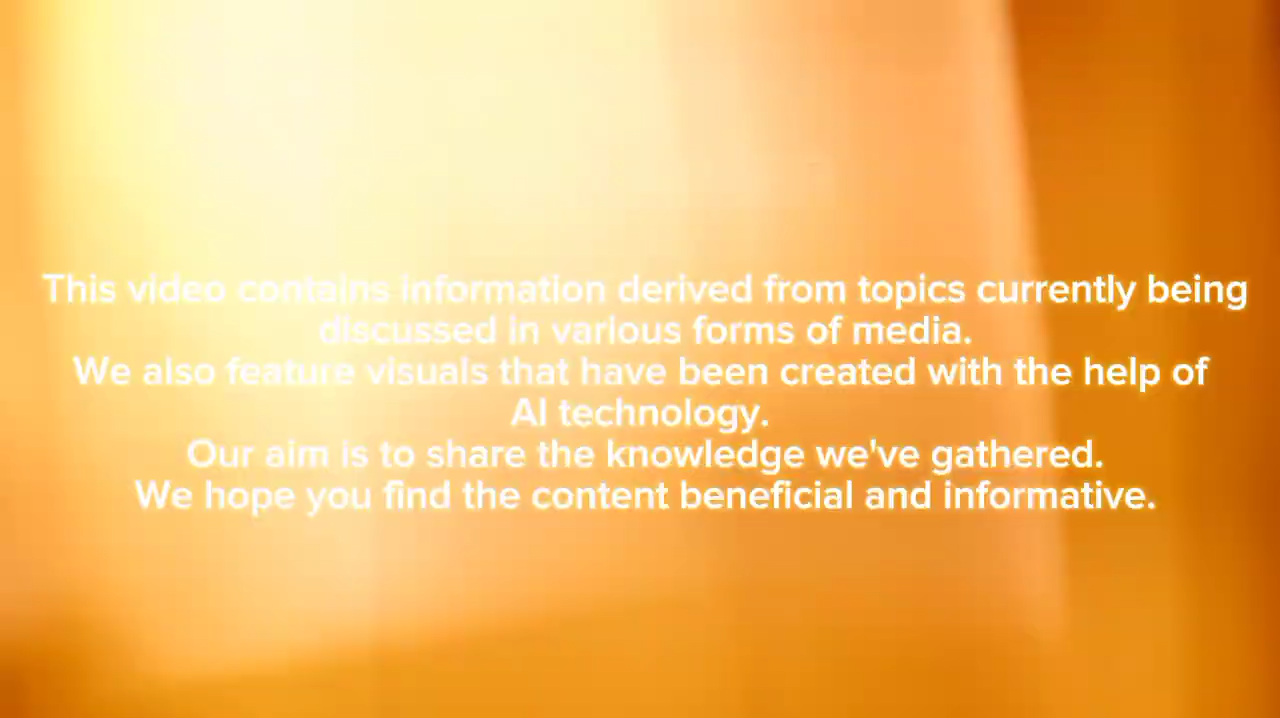 This video contains information derived from topics currently being
discussed in various forms of media.
We also feature visuals that have been created with the help of
AI technology.
Our aim is to share the knowledge we've gathered.
We hope you find the content beneficial and informative.